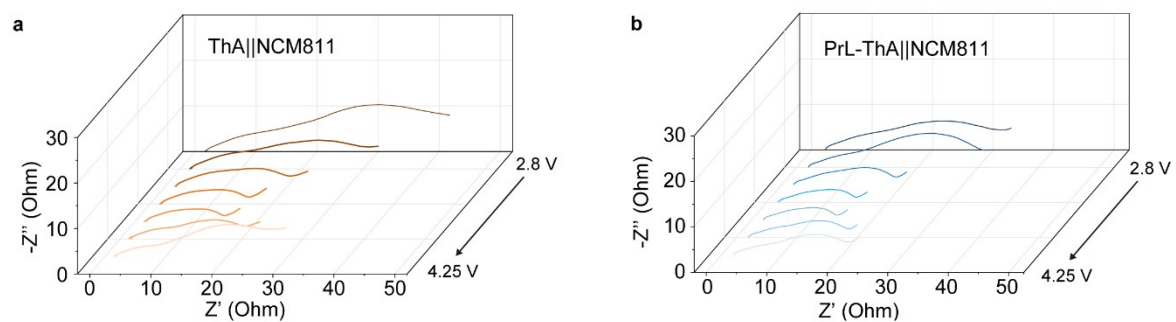 a
ThA||NCM811
-Z'' (Ohm)
30
20
10
0
0 10 20 30 40 50
Z' (Ohm)
2.8 V
4.25 V
b
PrL-ThA||NCM811
-Z'' (Ohm)
30
20
10
0
0 10 20 30 40 50
Z' (Ohm)
2.8 V
4.25 V